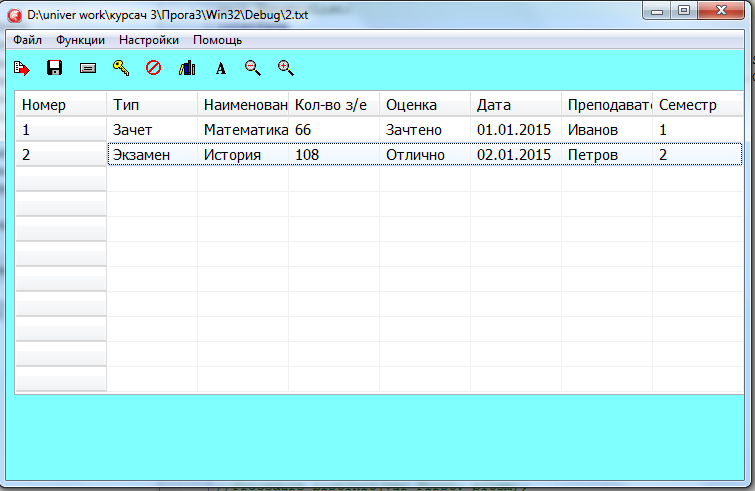 D:\univer work\курсач 3\Прога3\Win32\Debug\2.txt
Файл Функции Настройки Помощь
A
Номер Тип Наименован Кол-во з/е Оценка Дата Преподавате Семестр
1 Зачет Математика 66 Зачтено 01.01.2015 Иванов 1
2 Экзамен История 108 Отлично 02.01.2015 Петров 2